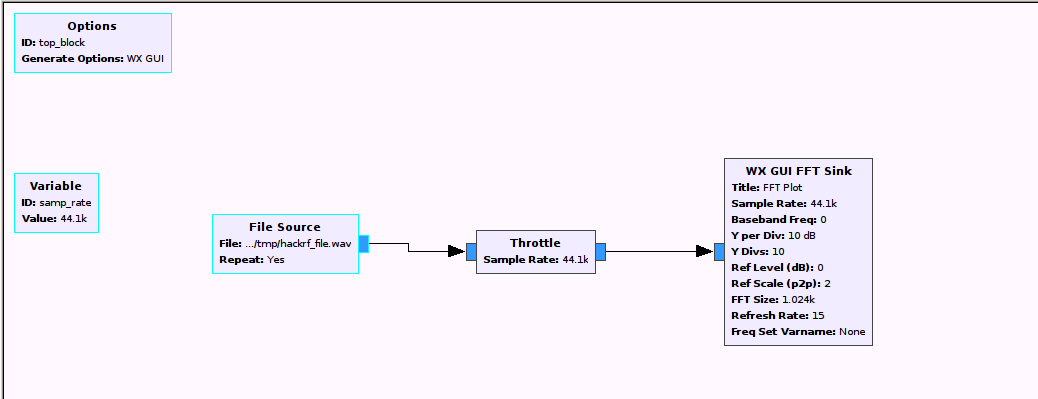 Options
ID: top_block
Generate Options: WX GUI
Variable
ID: samp_rate
Value: 44.1k
File Source
File: .../tmp/hackrf_file.wav
Repeat: Yes
Throttle
Sample Rate: 44.1k
WX GUI FFT Sink
Title: FFT Plot
Sample Rate: 44.1k
Baseband Freq: 0
Y per Div: 10 dB
Y Divs: 10
Ref Level (dB): 0
Ref Scale (p2p): 2
FFT Size: 1.024k
Refresh Rate: 15
Freq Set Varname: None